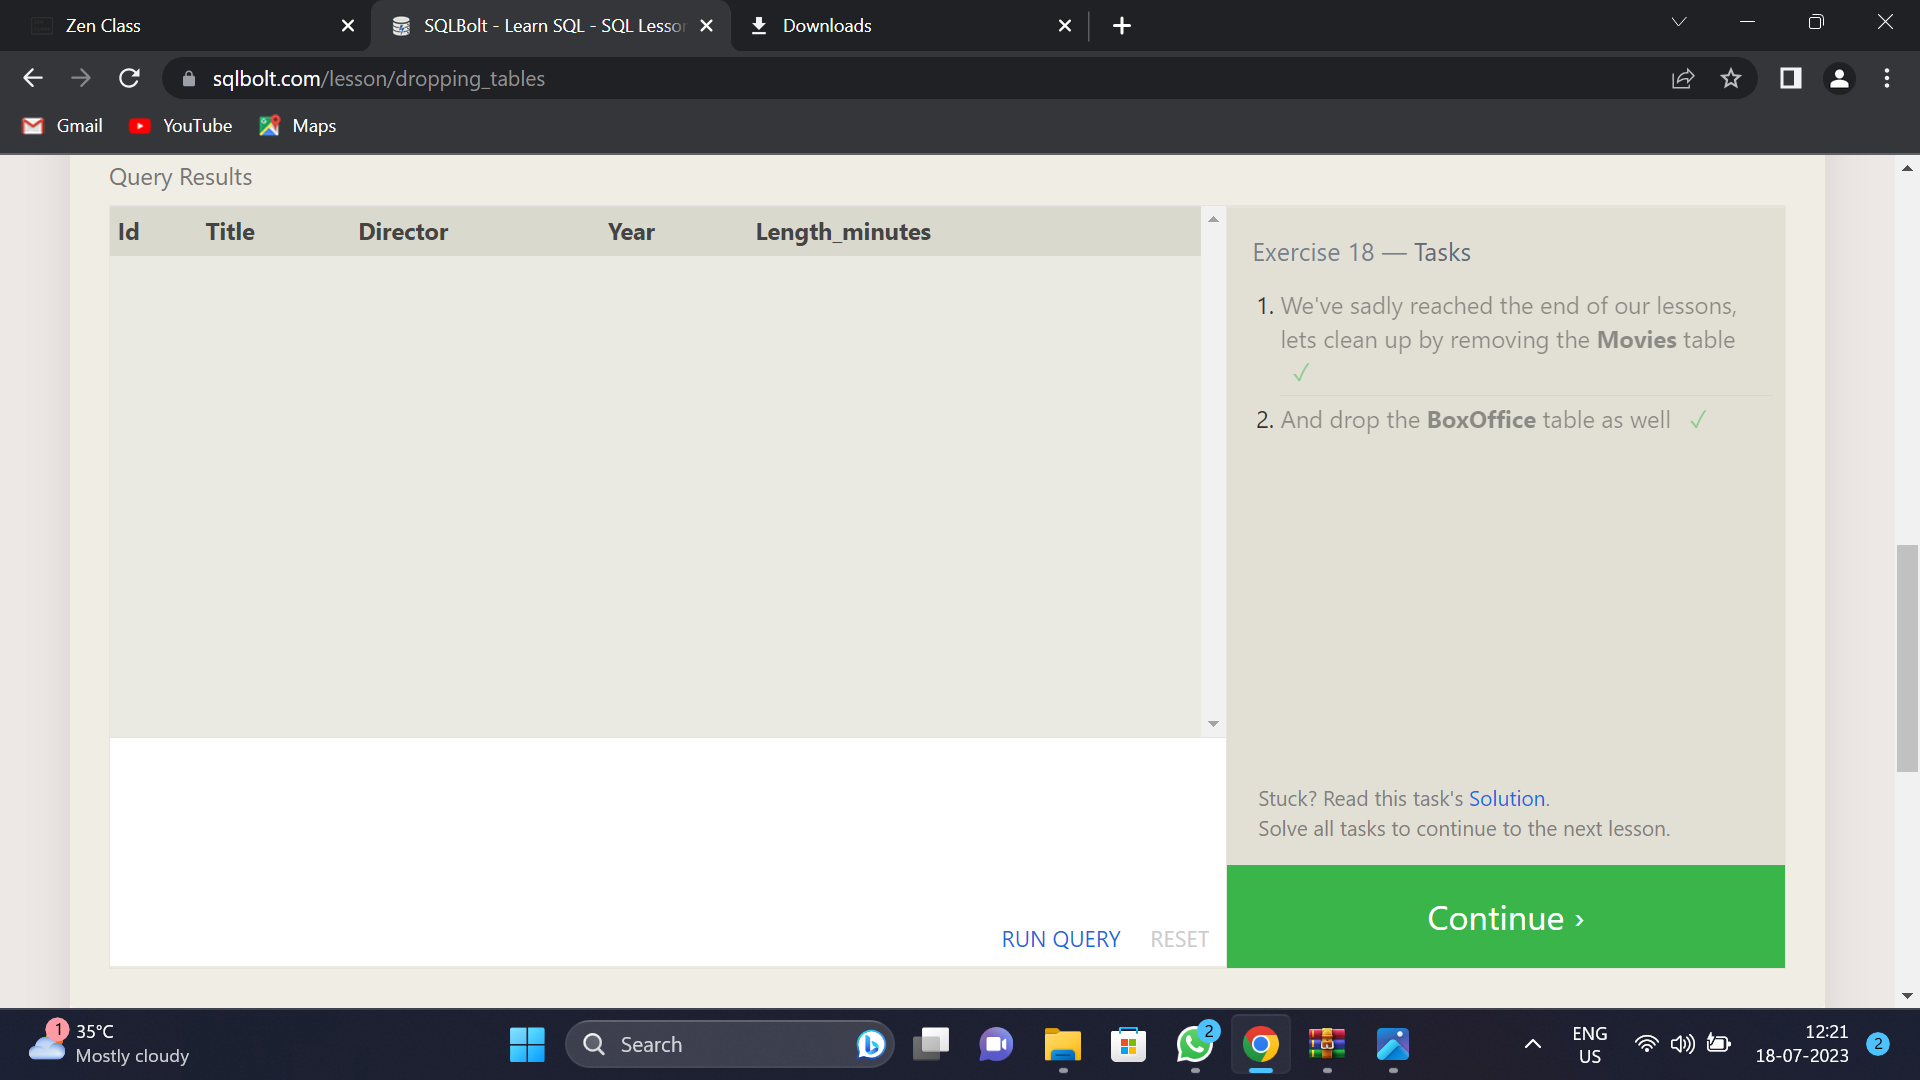 Zen Class
SQLBolt - Learn SQL - SQL Lesso
Downloads
sqlbolt.com/lesson/dropping_tables
Gmail
YouTube
Maps
Query Results
Id Title Director Year Length_minutes
Exercise 18 — Tasks
1. We've sadly reached the end of our lessons,
lets clean up by removing the Movies table
✓
2. And drop the BoxOffice table as well ✓
Stuck? Read this task's Solution.
Solve all tasks to continue to the next lesson.
RUN QUERY RESET
Continue ›
1
35°C
Mostly cloudy
Search
2
ENG
US
12:21
18-07-2023
2